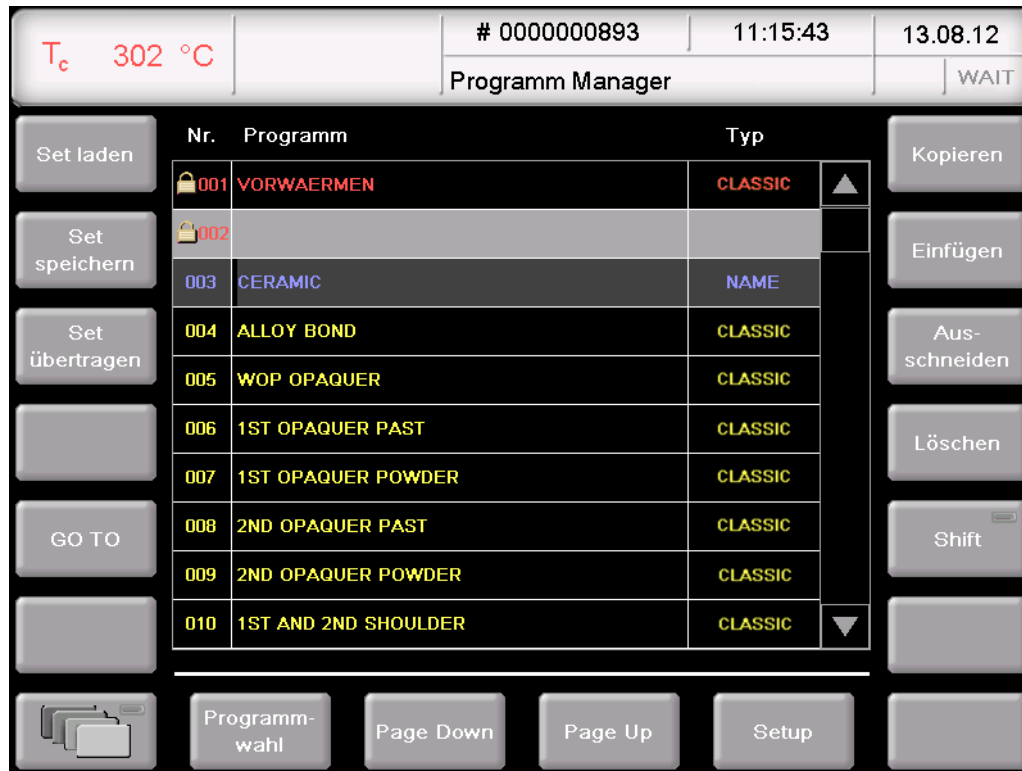 Tc 302 °C
# 0000000893
11:15:43
13.08.12
Programm Manager
WAIT
Set laden
Set
speichern
Set
übertragen
GO TO
Nr. Programm Typ
001 VORWAERMEN CLASSIC
002
003 CERAMIC NAME
004 ALLOY BOND CLASSIC
005 WOP OPAQUER CLASSIC
006 1ST OPAQUER PAST CLASSIC
007 1ST OPAQUER POWDER CLASSIC
008 2ND OPAQUER PAST CLASSIC
009 2ND OPAQUER POWDER CLASSIC
010 1ST AND 2ND SHOULDER CLASSIC
Kopieren
Einfügen
Aus-
schneiden
Löschen
Shift
Programm-
wahl
Page Down
Page Up
Setup